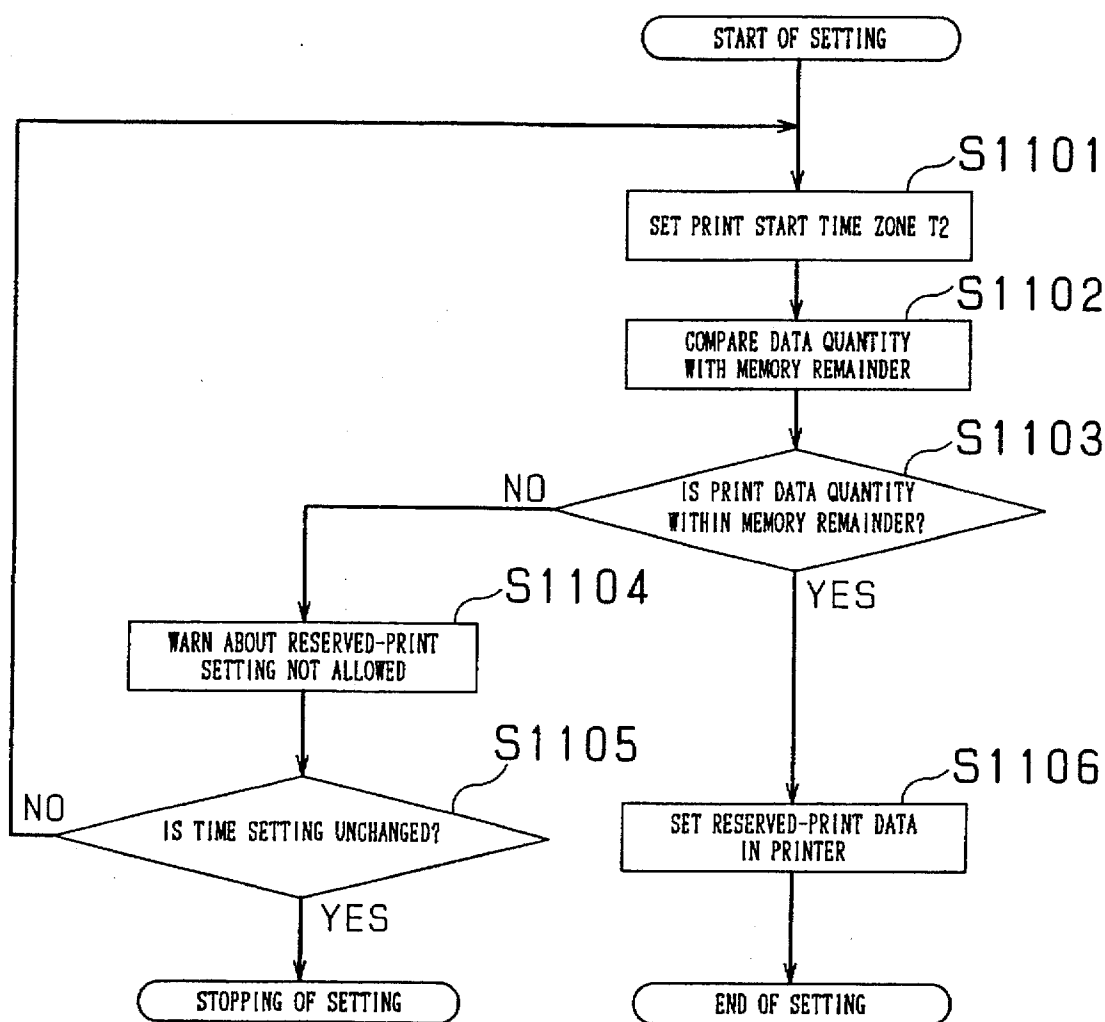 START OF SETTING
S1101
SET PRINT START TIME ZONE T2
S1102
COMPARE DATA QUANTITY
WITH MEMORY REMAINDER
S1103
NO
IS PRINT DATA QUANTITY
WITHIN MEMORY REMAINDER?
YES
S1104
WARN ABOUT RESERVED-PRINT
SETTING NOT ALLOWED
S1105
NO
IS TIME SETTING UNCHANGED?
YES
S1106
SET RESERVED-PRINT DATA
IN PRINTER
STOPPING OF SETTING
END OF SETTING